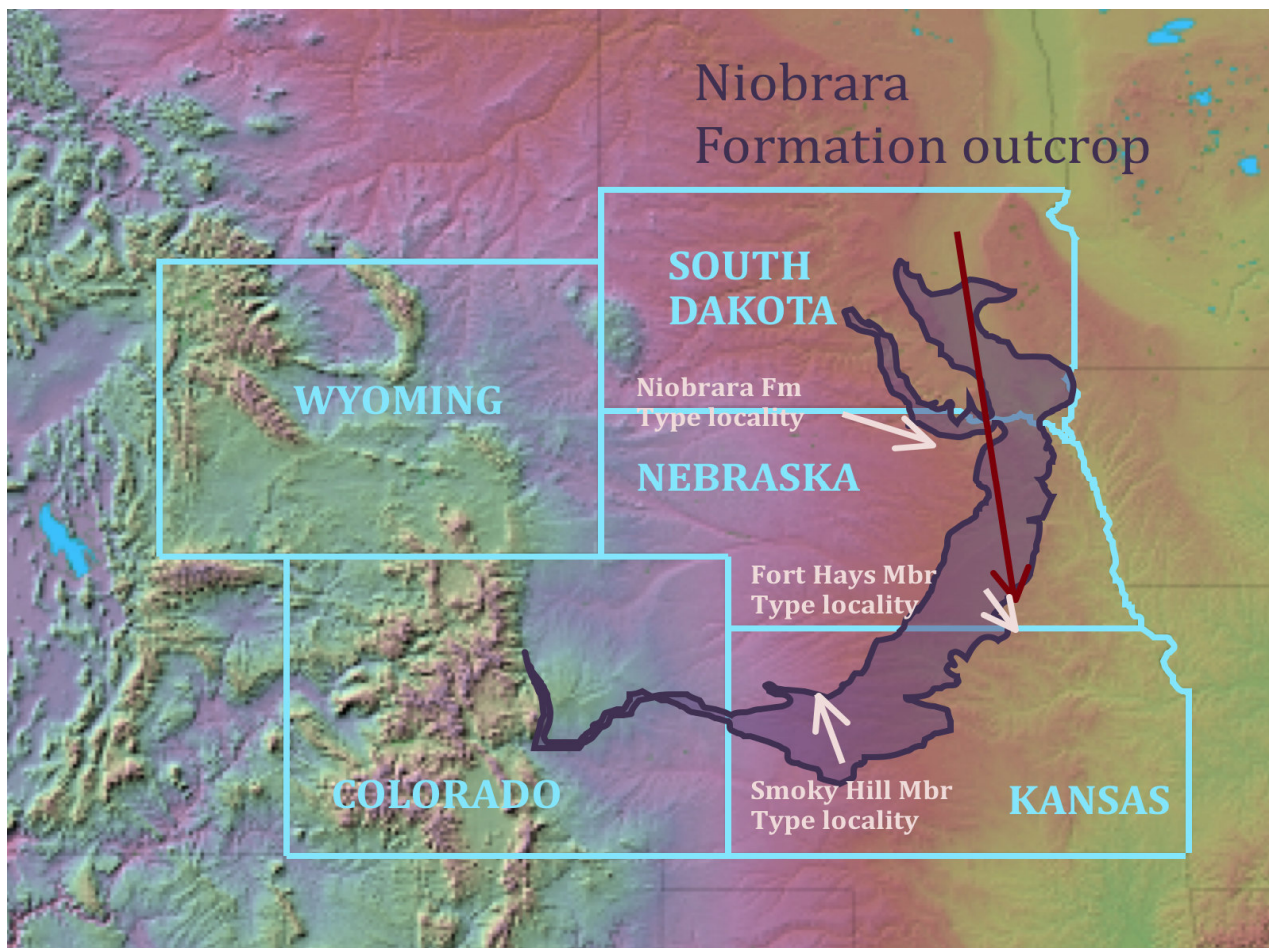 Niobrara
Formation outcrop
SOUTH
DAKOTA
WYOMING
Niobrara Fm
Type locality
NEBRASKA
Fort Hays Mbr
Type locality
COLORADO
Smoky Hill Mbr
Type locality
KANSAS